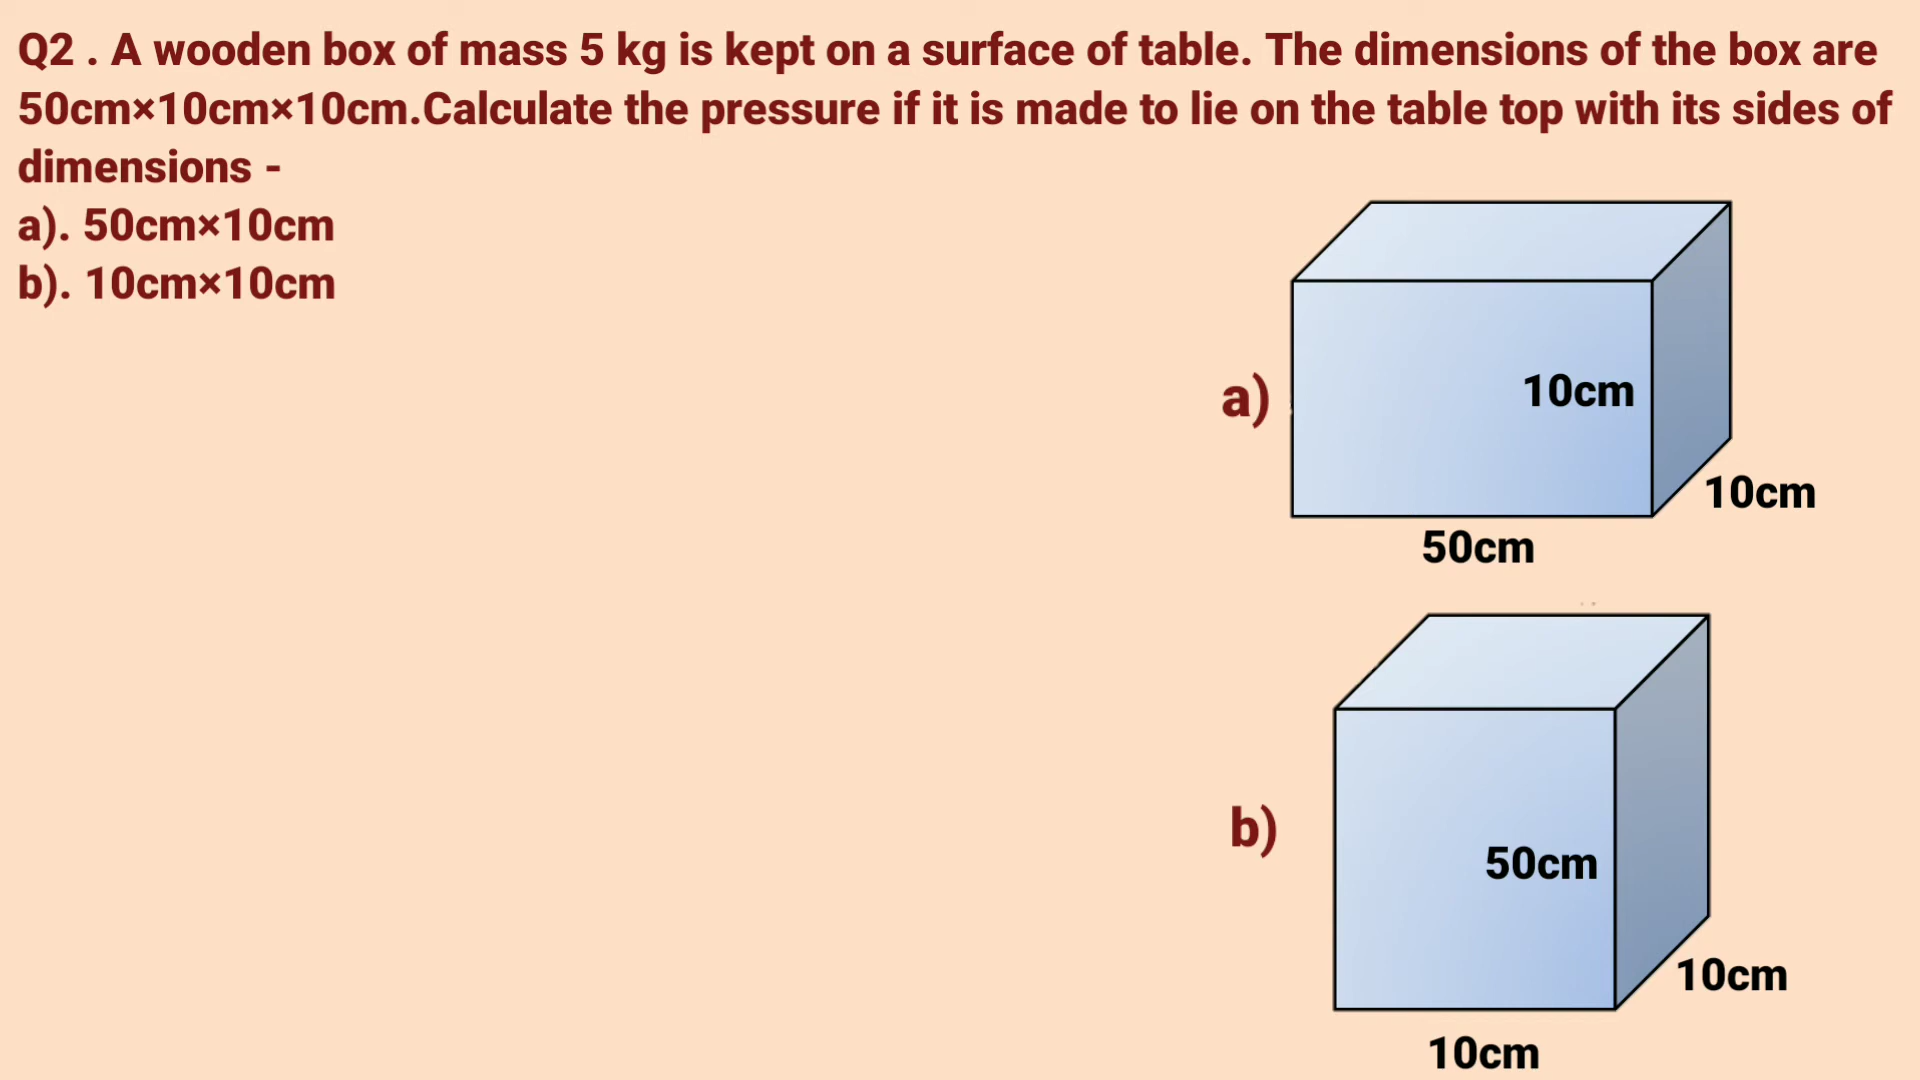 Q2 . A wooden box of mass 5 kg is kept on a surface of table. The dimensions of the box are
50cm×10cm×10cm.Calculate the pressure if it is made to lie on the table top with its sides of
dimensions -
a). 50cm×10cm
b). 10cm×10cm
a)
10cm
10cm
50cm
b)
50cm
10cm
10cm